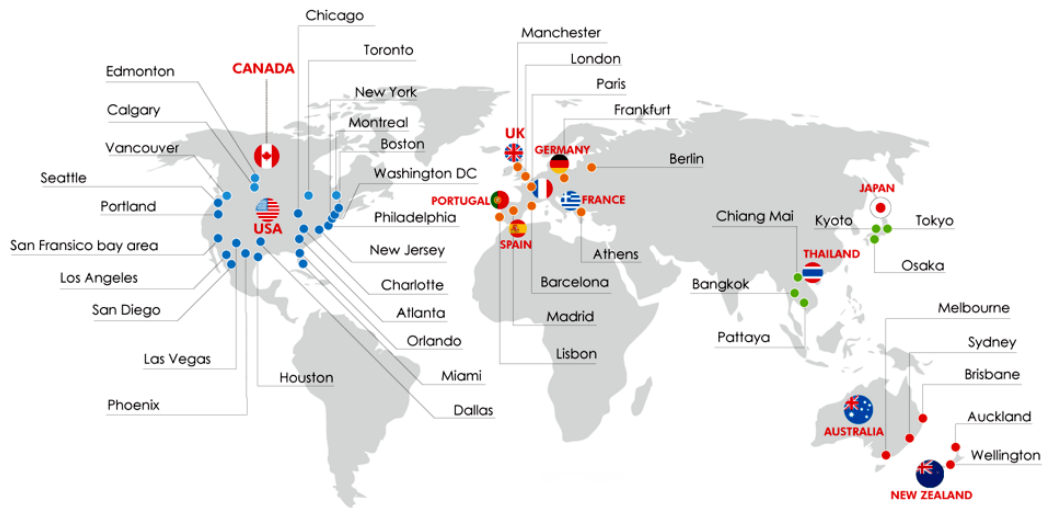 Chicago
Manchester
Toronto
London
CANADA
Edmonton
Paris
New York
Calgary
Frankfurt
Montreal
UK
Vancouver
Boston
GERMANY
Berlin
Washington DC
Seattle
JAPAN
PORTUGAL
FRANCE
Portland
Philadelphia
Chiang Mai
Kyoto
Tokyo
USA
San Fransico bay area
SPAIN
New Jersey
Athens
THAILAND
Osaka
Los Angeles
Charlotte
Barcelona
Bangkok
San Diego
Atlanta
Madrid
Melbourne
Orlando
Pattaya
Sydney
Las Vegas
Lisbon
Miami
Brisbane
Houston
Phoenix
Dallas
Auckland
AUSTRALIA
Wellington
NEW ZEALAND